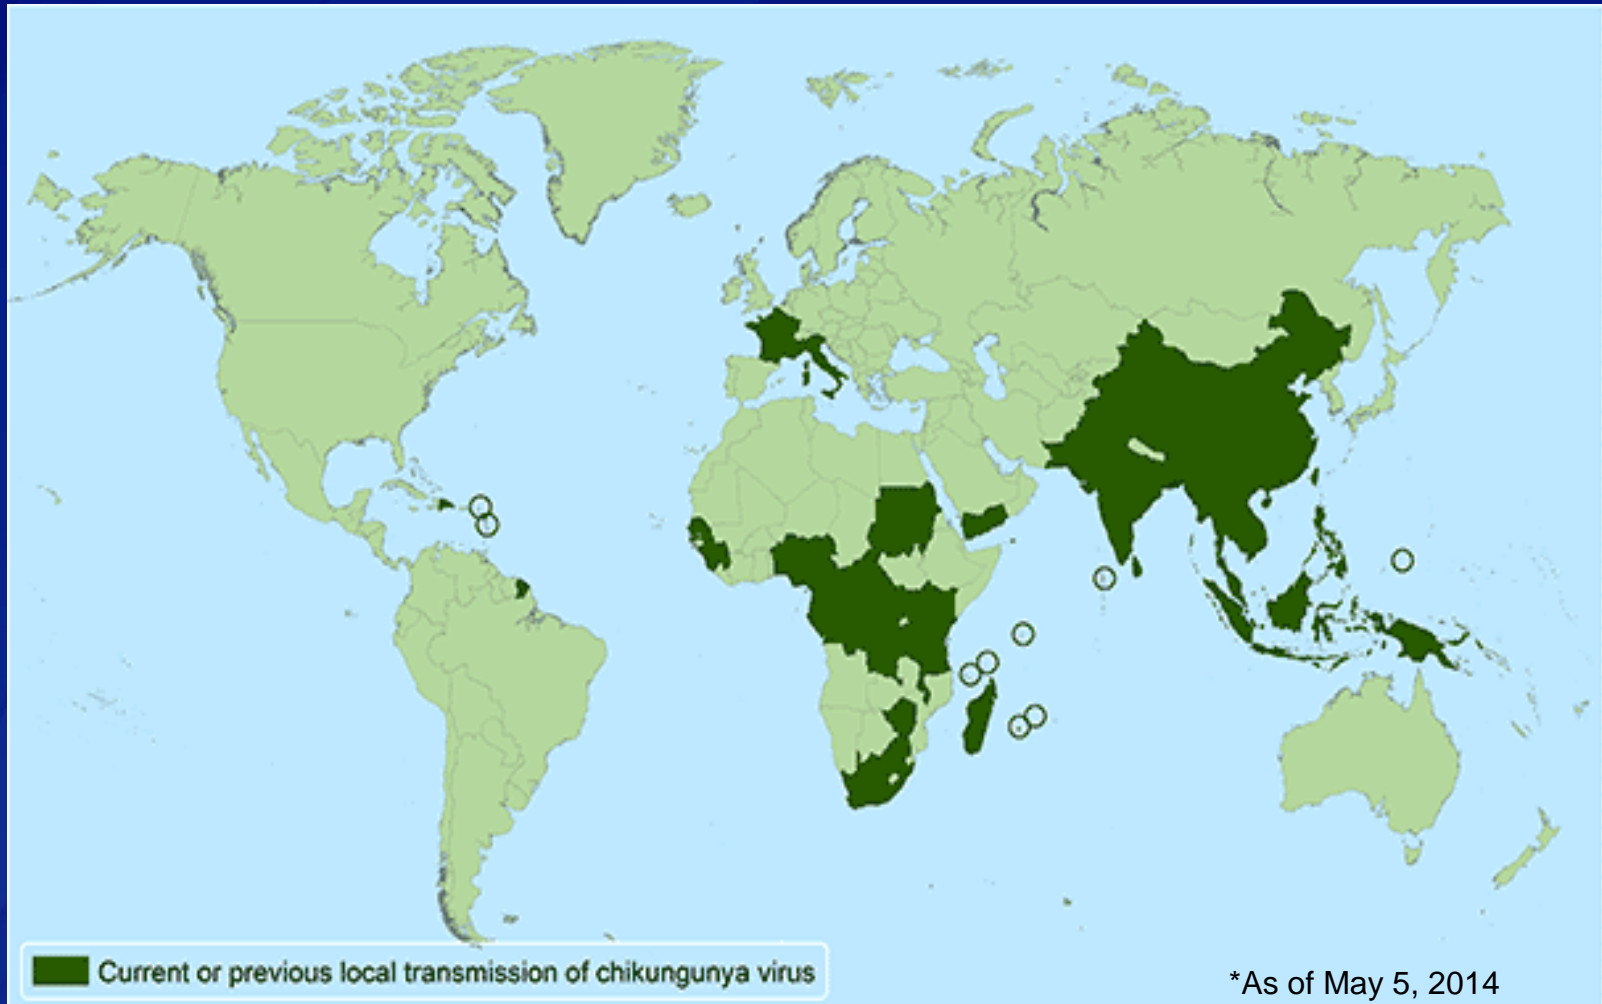 Current or previous local transmission of chikungunya virus
*As of May 5, 2014